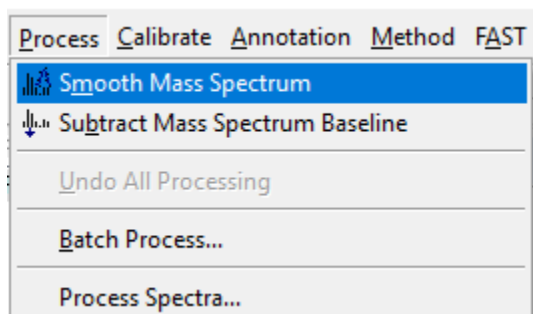 Process Calibrate Annotation Method FAST
Smooth Mass Spectrum
Subtract Mass Spectrum Baseline
Undo All Processing
Batch Process...
Process Spectra...